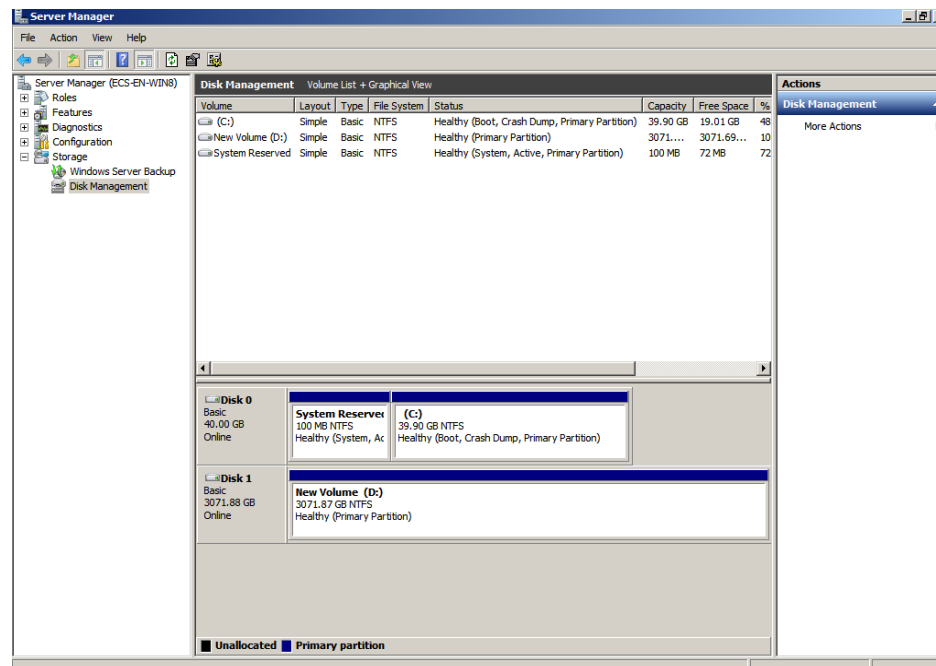 Server Manager
File Action View Help
Server Manager (ECS-EN-WIN8)
Roles
Features
Diagnostics
Configuration
Storage
Windows Server Backup
Disk Management
Disk Management Volume List + Graphical View
Volume Layout Type File System Status Capacity Free Space %
(C:) Simple Basic NTFS Healthy (Boot, Crash Dump, Primary Partition) 39.90 GB 19.01 GB 48
New Volume (D:) Simple Basic NTFS Healthy (Primary Partition) 3071.... 3071.69... 10
System Reserved Simple Basic NTFS Healthy (System, Active, Primary Partition) 100 MB 72 MB 72
Disk 0
Basic
40.00 GB
Online
System Reserve
100 MB NTFS
Healthy (System, Ac
(C:)
39.90 GB NTFS
Healthy (Boot, Crash Dump, Primary Partition)
Disk 1
Basic
3071.88 GB
Online
New Volume (D:)
3071.87 GB NTFS
Healthy (Primary Partition)
Unallocated Primary partition
Actions
Disk Management
More Actions